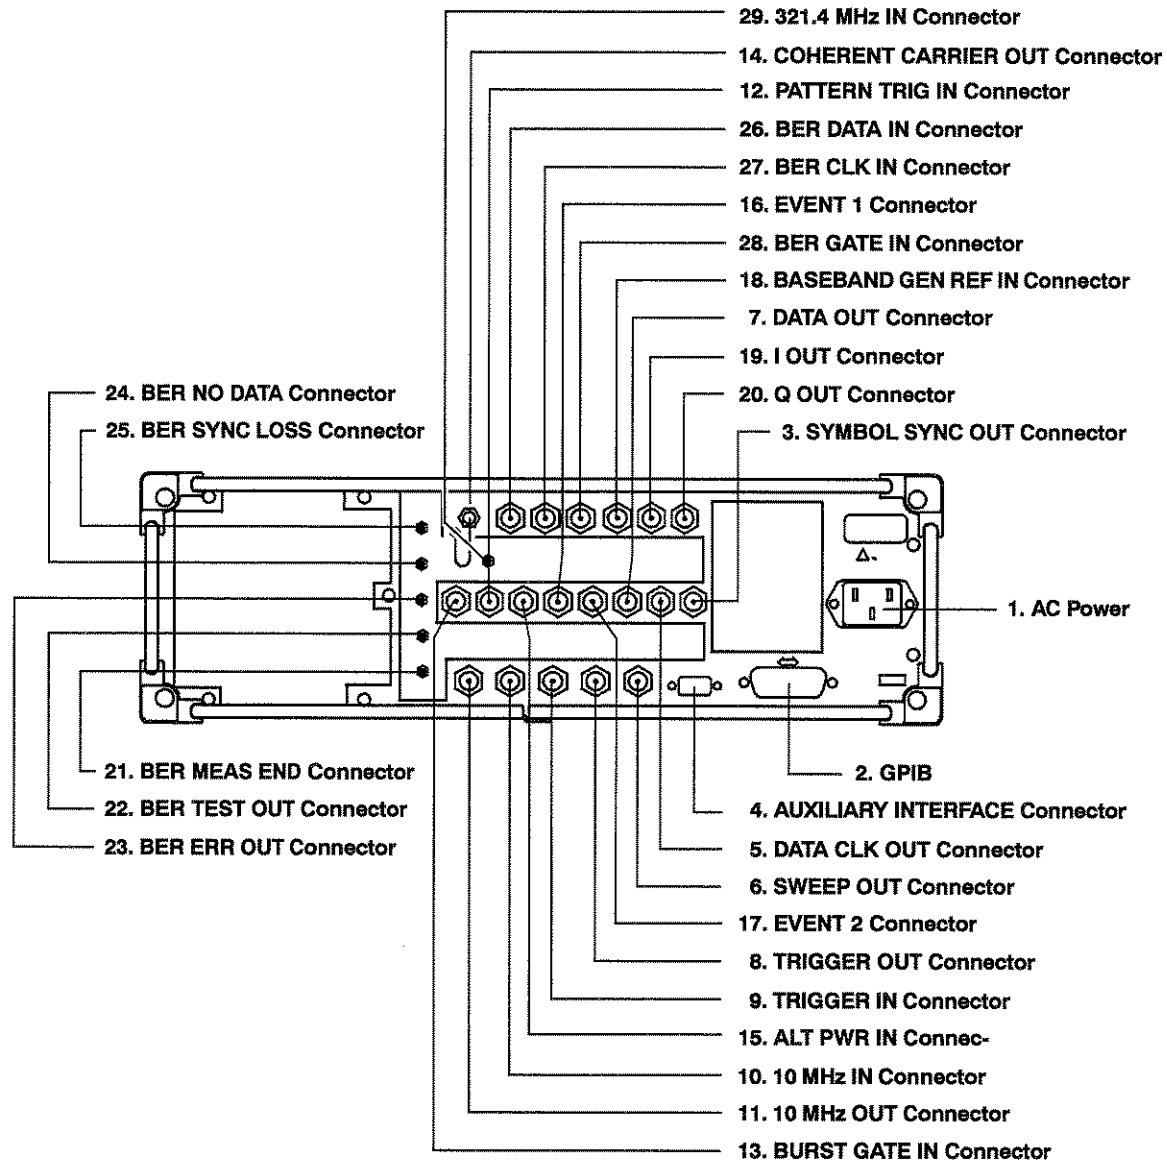 29. 321.4 MHz IN Connector
14. COHERENT CARRIER OUT Connector
12. PATTERN TRIG IN Connector
26. BER DATA IN Connector
27. BER CLK IN Connector
16. EVENT 1 Connector
28. BER GATE IN Connector
18. BASEBAND GEN REF IN Connector
7. DATA OUT Connector
19. I OUT Connector
20. Q OUT Connector
3. SYMBOL SYNC OUT Connector
24. BER NO DATA Connector
25. BER SYNC LOSS Connector
1. AC Power
21. BER MEAS END Connector
22. BER TEST OUT Connector
23. BER ERR OUT Connector
2. GPIB
4. AUXILIARY INTERFACE Connector
5. DATA CLK OUT Connector
6. SWEEP OUT Connector
17. EVENT 2 Connector
8. TRIGGER OUT Connector
9. TRIGGER IN Connector
15. ALT PWR IN Connec-
10. 10 MHz IN Connector
11. 10 MHz OUT Connector
13. BURST GATE IN Connector